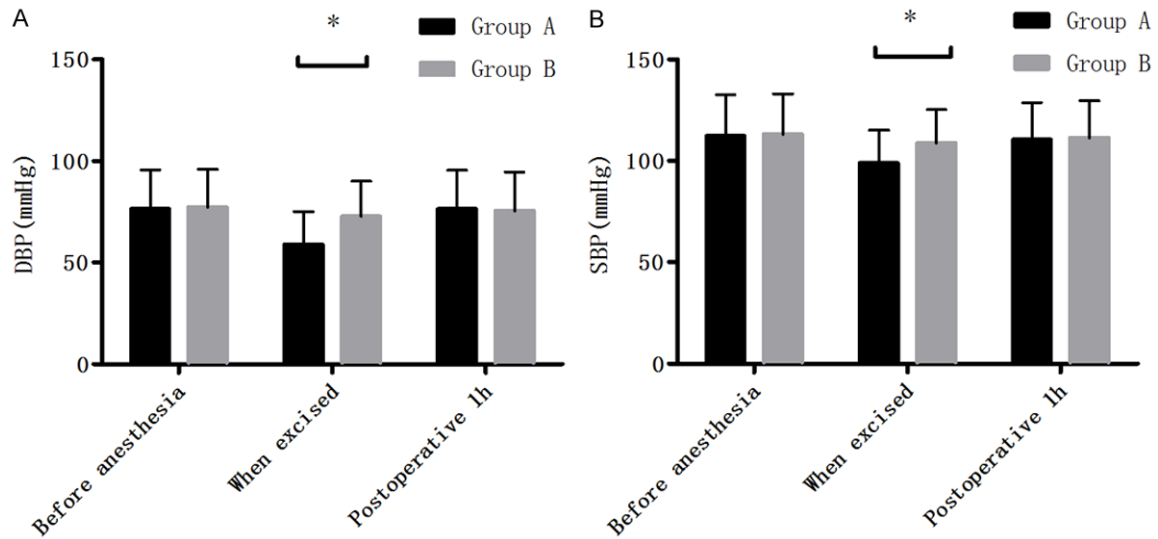 A
*
Group A
Group B
150
100
50
0
DBP(mmHg)
Before anesthesia
When excised
Postoperative 1h
B
*
Group A
Group B
150
100
50
0
SBP(mmHg)
Before anesthesia
When excised
Postoperative 1h